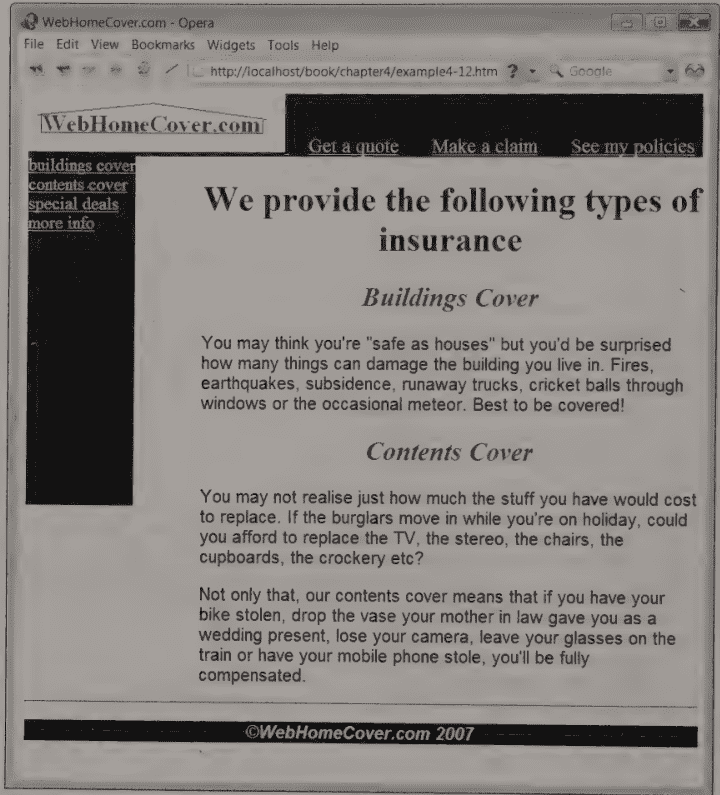 WebHomeCover.com - Opera
File Edit View Bookmarks Widgets Tools Help
http://localhost/book/chapter4/example4-12.htm ? Google
WebHomeCover.com
Get a quote Make a claim See my policies
buildings cover
contents cover
special deals
more info
We provide the following types of
insurance
Buildings Cover
You may think you're "safe as houses" but you'd be surprised
how many things can damage the building you live in. Fires,
earthquakes, subsidence, runaway trucks, cricket balls through
windows or the occasional meteor. Best to be covered!
Contents Cover
You may not realise just how much the stuff you have would cost
to replace. If the burglars move in while you're on holiday, could
you afford to replace the TV, the stereo, the chairs, the
cupboards, the crockery etc?
Not only that, our contents cover means that if you have your
bike stolen, drop the vase your mother in law gave you as a
wedding present, lose your camera, leave your glasses on the
train or have your mobile phone stole, you'll be fully
compensated.
©WebHomeCover.com 2007